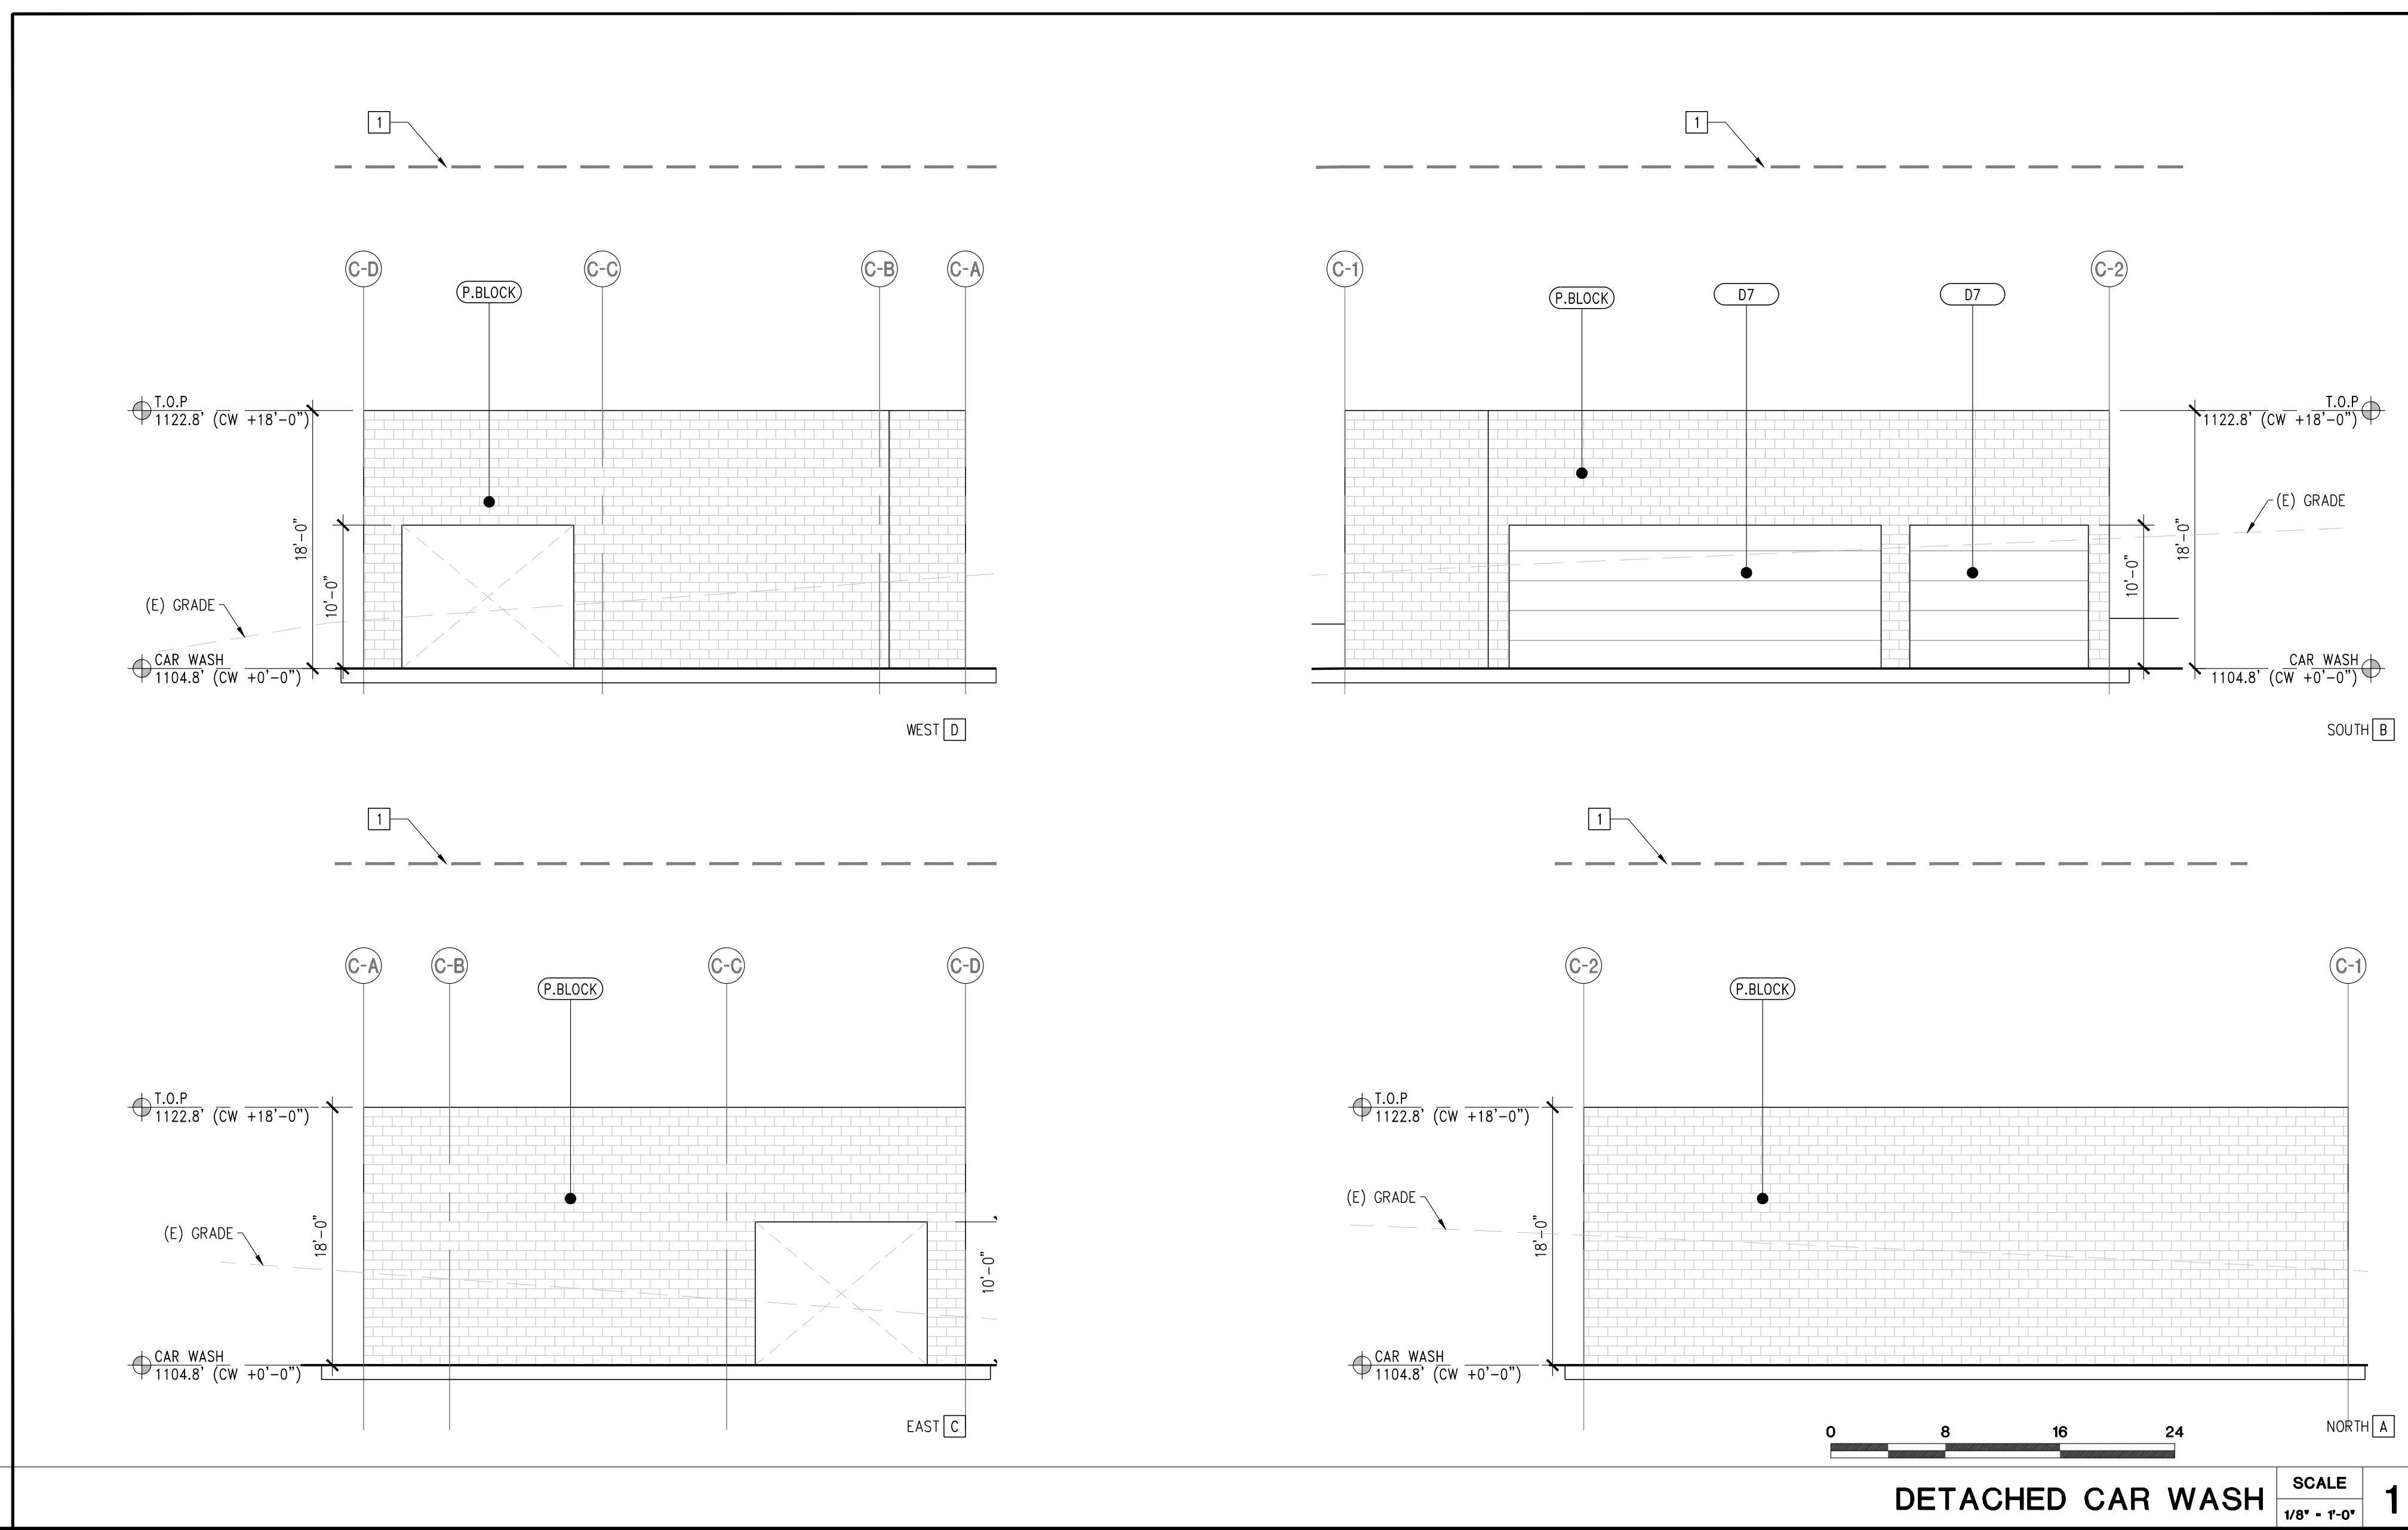 1
C-D
C-C
C-B
C-A
P.BLOCK
T.O.P
1122.8' (CW +18'-0")
18'-0"
10'-0"
(E) GRADE
CAR WASH
1104.8' (CW +0'-0")
WEST D
1
C-1
C-2
P.BLOCK
D7
D7
T.O.P
1122.8' (CW +18'-0")
(E) GRADE
18'-0"
10'-0"
CAR WASH
1104.8' (CW +0'-0")
SOUTH B
1
C-A
C-B
C-C
C-D
P.BLOCK
T.O.P
1122.8' (CW +18'-0")
(E) GRADE
18'-0"
10'-0"
CAR WASH
1104.8' (CW +0'-0")
EAST C
1
C-2
C-1
P.BLOCK
T.O.P
1122.8' (CW +18'-0")
(E) GRADE
18'-0"
CAR WASH
1104.8' (CW +0'-0")
NORTH A
0 8 16 24
DETACHED CAR WASH
SCALE
1/8" = 1'-0"
1